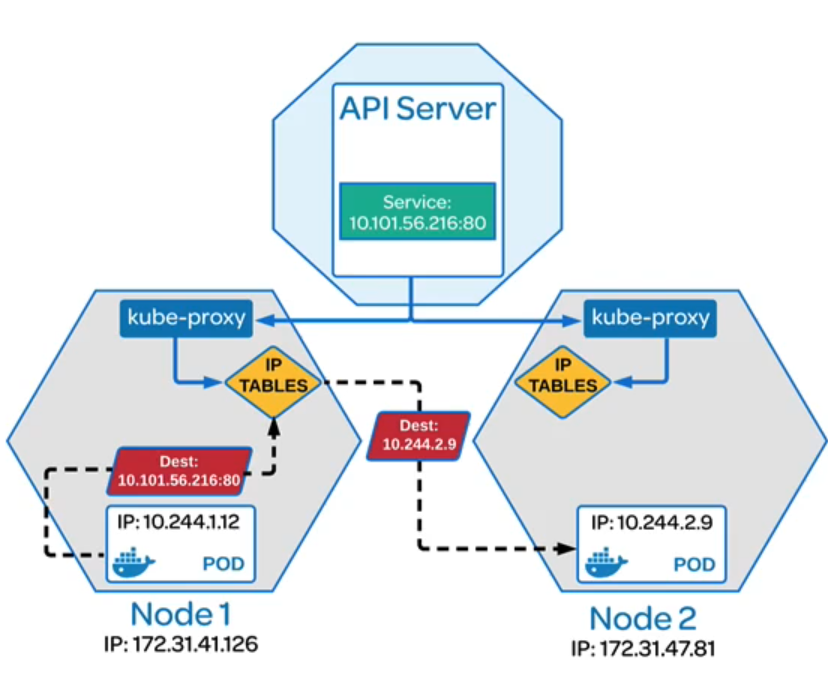 API Server
Service:
10.101.56.216:80
kube-proxy
kube-proxy
IP
TABLES
IP
TABLES
Dest:
10.244.2.9
Dest:
10.101.56.216:80
IP: 10.244.1.12
POD
IP: 10.244.2.9
POD
Node 1
IP: 172.31.41.126
Node 2
IP: 172.31.47.81